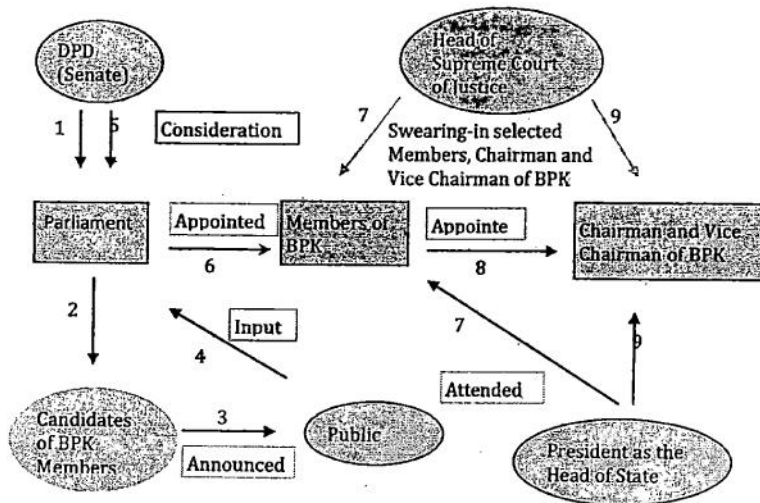 DPD
(Senate)
Head of
Supreme Court
of Justice
1
5
Consideration
7
9
Swearing-in selected
Members, Chairman and
Vice Chairman of BPK
Parliament
Appointed
6
Members of
BPK
Appointe
8
Chairman and Vice
Chairman of BPK
2
4
Input
7
9
Attended
Candidates
of BPK
Members
3
Announced
Public
President as the
Head of State